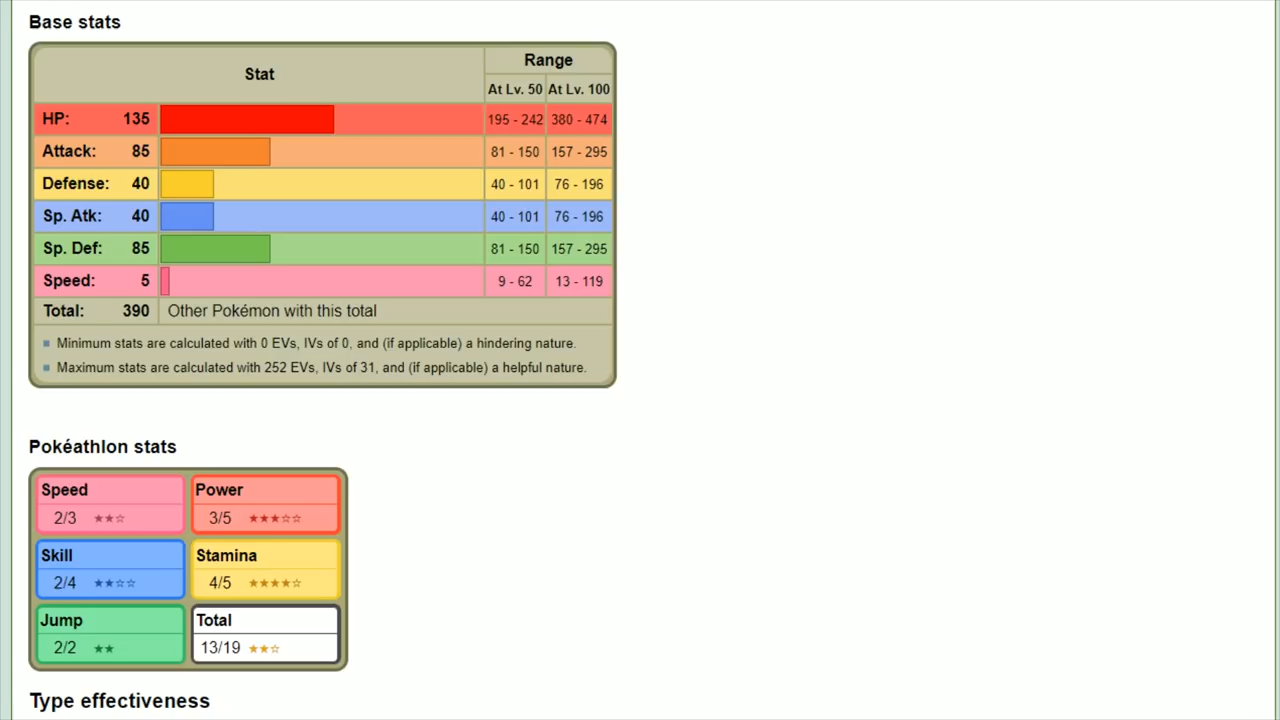 Base stats
Stat Range
At Lv. 50 At Lv. 100
HP: 135 195 - 242 380 - 474
Attack: 85 81 - 150 157 - 295
Defense: 40 40 - 101 76 - 196
Sp. Atk: 40 40 - 101 76 - 196
Sp. Def: 85 81 - 150 157 - 295
Speed: 5 9 - 62 13 - 119
Total: 390 Other Pokémon with this total
Minimum stats are calculated with 0 EVs, IVs of 0, and (if applicable) a hindering nature.
Maximum stats are calculated with 252 EVs, IVs of 31, and (if applicable) a helpful nature.
Pokéathlon stats
Speed Power
2/3 ★★☆ 3/5 ★★★☆☆
Skill Stamina
2/4 ★★☆☆ 4/5 ★★★★☆
Jump Total
2/2 ★★ 13/19 ★★☆
Type effectiveness